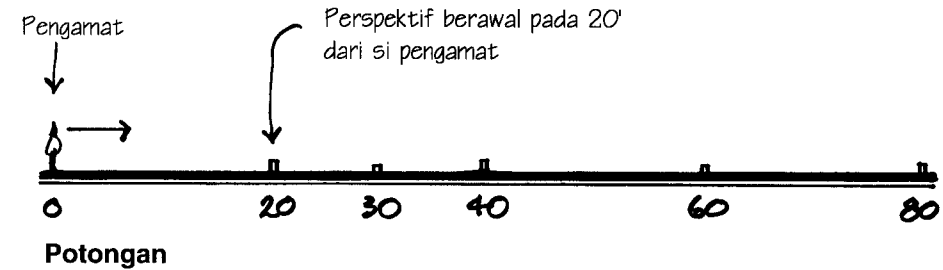 Pengamat
Perspektif berawal pada 20'
dari si pengamat
0 20 30 40 60 80
Potongan